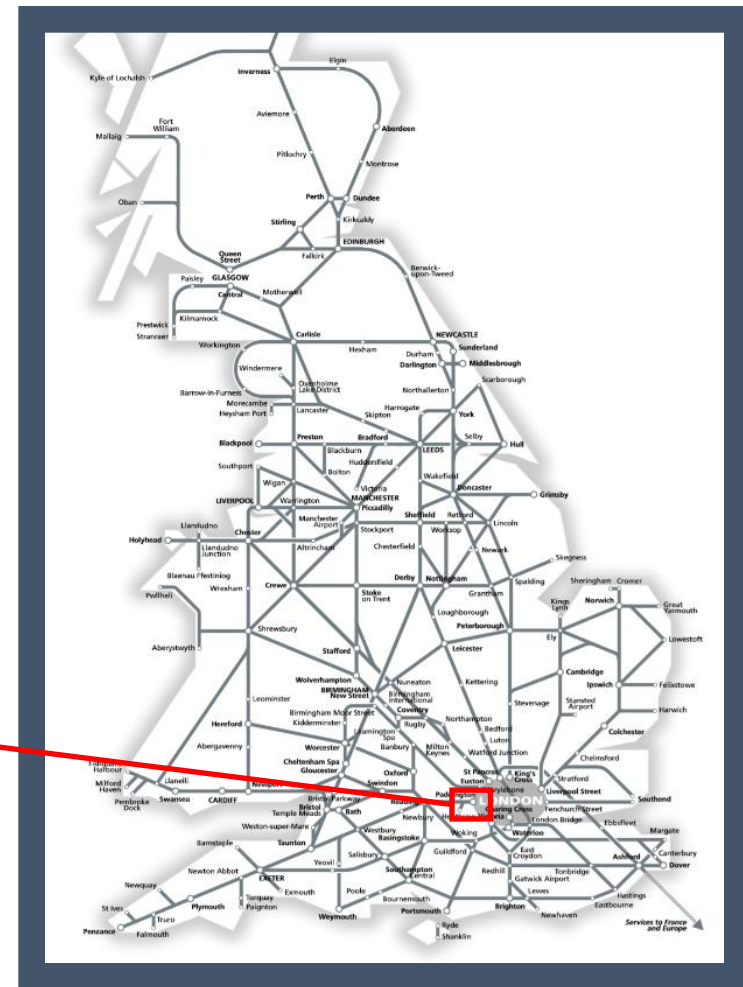 Elgin
Inverness
Kyle of Lochalsh
Aviemore
Fort
William
Aberdeen
Mallaig
Pitlochry
Montrose
Perth
Dundee
Oban
Stirling
Kirkcaldy
EDINBURGH
Queen
Street
Falkirk
Berwick-
upon-Tweed
Paisley
GLASGOW
Central
Motherwell
Kilmarnock
Prestwick
Stranraer
Carlisle
NEWCASTLE
Workington
Hexham
Sunderland
Durham
Darlington
Middlesbrough
Windermere
Oxenholme
Lake District
Scarborough
Barrow-in-Furness
Northallerton
Morecambe
Heysham Port
Lancaster
Harrogate
Skipton
York
Blackpool
Preston
Bradford
Selby
Hull
Blackburn
LEEDS
Southport
Huddersfield
Bolton
Wakefield
Wigan
Victoria
Doncaster
LIVERPOOL
Warrington
MANCHESTER
Piccadilly
Grimsby
Manchester
Airport
Sheffield
Retford
Llandudno
Stockport
Worksop
Lincoln
Holyhead
Chester
Llandudno
Junction
Altrincham
Chesterfield
Newark
Skegness
Blaenau Ffestiniog
Wrexham
Crewe
Derby
Nottingham
Spalding
Sheringham
Cromer
Pwllheli
Stoke
on Trent
Grantham
Kings
Lynn
Norwich
Great
Yarmouth
Loughborough
Shrewsbury
Peterborough
Ely
Aberystwyth
Stafford
Leicester
Lowestoft
Wolverhampton
Nuneaton
Kettering
Cambridge
BIRMINGHAM
New Street
Birmingham
International
Ipswich
Felixstowe
Leominster
Coventry
Stevenage
Stansted
Airport
Harwich
Birmingham Moor Street
Kidderminster
Rugby
Northampton
Hereford
Leamington
Spa
Bedford
Colchester
Abergavenny
Worcester
Banbury
Milton
Keynes
Luton
Watford Junction
Chelmsford
Cheltenham Spa
Gloucester
Oxford
St Pancras
Euston
King's
Cross
Stratford
Harbour
Milford
Haven
Llanelli
Newport
Swindon
Liverpool Street
Pembroke
Dock
Swansea
CARDIFF
Bristol Parkway
Reading
LONDON
Fenchurch Street
Southend
Bristol
Temple Meads
Bath
Newbury
Charing Cross
London Bridge
Ebbsfleet
Weston-super-Mare
Westbury
Basingstoke
Woking
Waterloo
Margate
Barnstaple
Taunton
Salisbury
Guildford
East
Croydon
Canterbury
Newton Abbot
Yeovil
Southampton
Central
Redhill
Tonbridge
Ashford
Dover
Newquay
EXETER
Exmouth
Poole
Gatwick Airport
St Ives
Plymouth
Torquay
Paignton
Bournemouth
Lewes
Hastings
Truro
Weymouth
Portsmouth
Brighton
Newhaven
Eastbourne
Penzance
Falmouth
Ryde
Shanklin
Services to France
and Europe